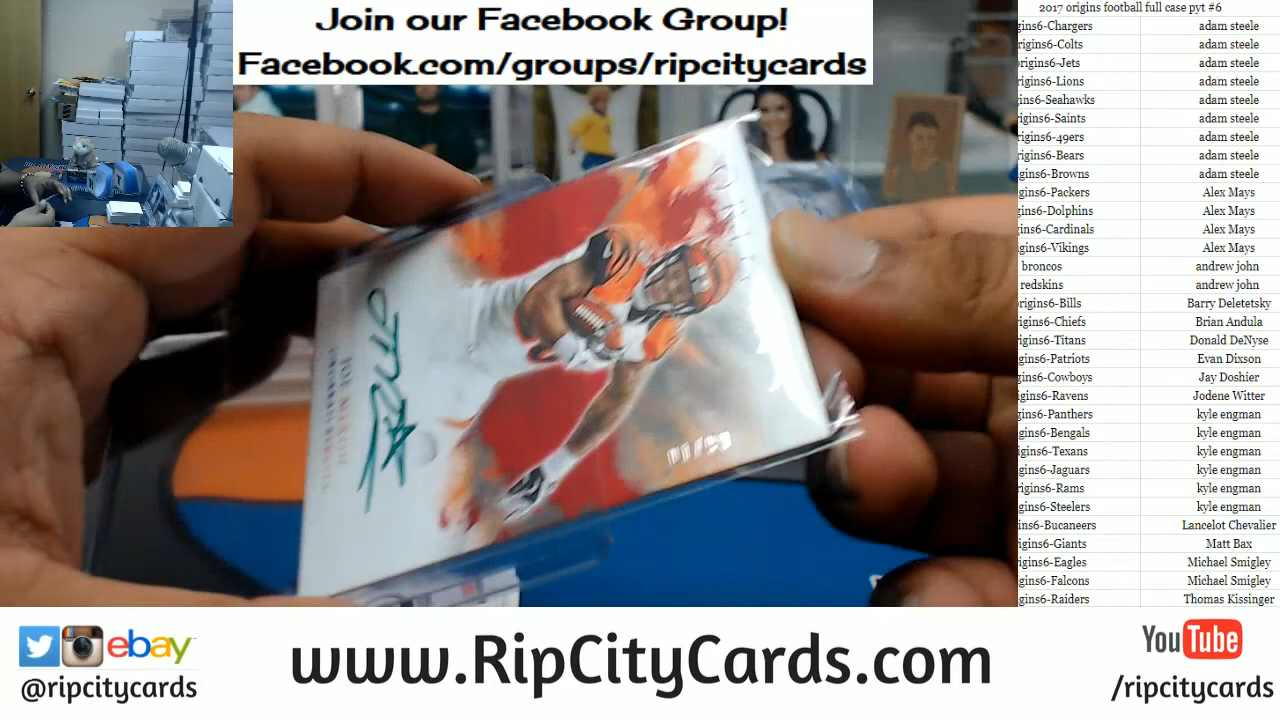 Join our Facebook Group!
Facebook.com/groups/ripcitycards
2017 origins football full case pyt #6
gins6-Chargers adam steele
rigins6-Colts adam steele
rigins6-Jets adam steele
rigins6-Lions adam steele
gins6-Seahawks adam steele
rigins6-Saints adam steele
rigins6-49ers adam steele
rigins6-Bears adam steele
igins6-Browns adam steele
igins6-Packers Alex Mays
gins6-Dolphins Alex Mays
gins6-Cardinals Alex Mays
gins6-Vikings Alex Mays
broncos andrew john
redskins andrew john
rigins6-Bills Barry Deletetsky
igins6-Chiefs Brian Andula
rigins6-Titans Donald DeNyse
igins6-Patriots Evan Dixson
igins6-Cowboys Jay Doshier
igins6-Ravens Jodene Witter
gins6-Panthers kyle engman
igins6-Bengals kyle engman
igins6-Texans kyle engman
igins6-Jaguars kyle engman
rigins6-Rams kyle engman
igins6-Steelers kyle engman
ins6-Bucaneers Lancelot Chevalier
igins6-Giants Matt Bax
igins6-Eagles Michael Smigley
igins6-Falcons Michael Smigley
igins6-Raiders Thomas Kissinger
JOE MIXON
ebay
@ripcitycards
www.RipCityCards.com
YouTube
/ripcitycards